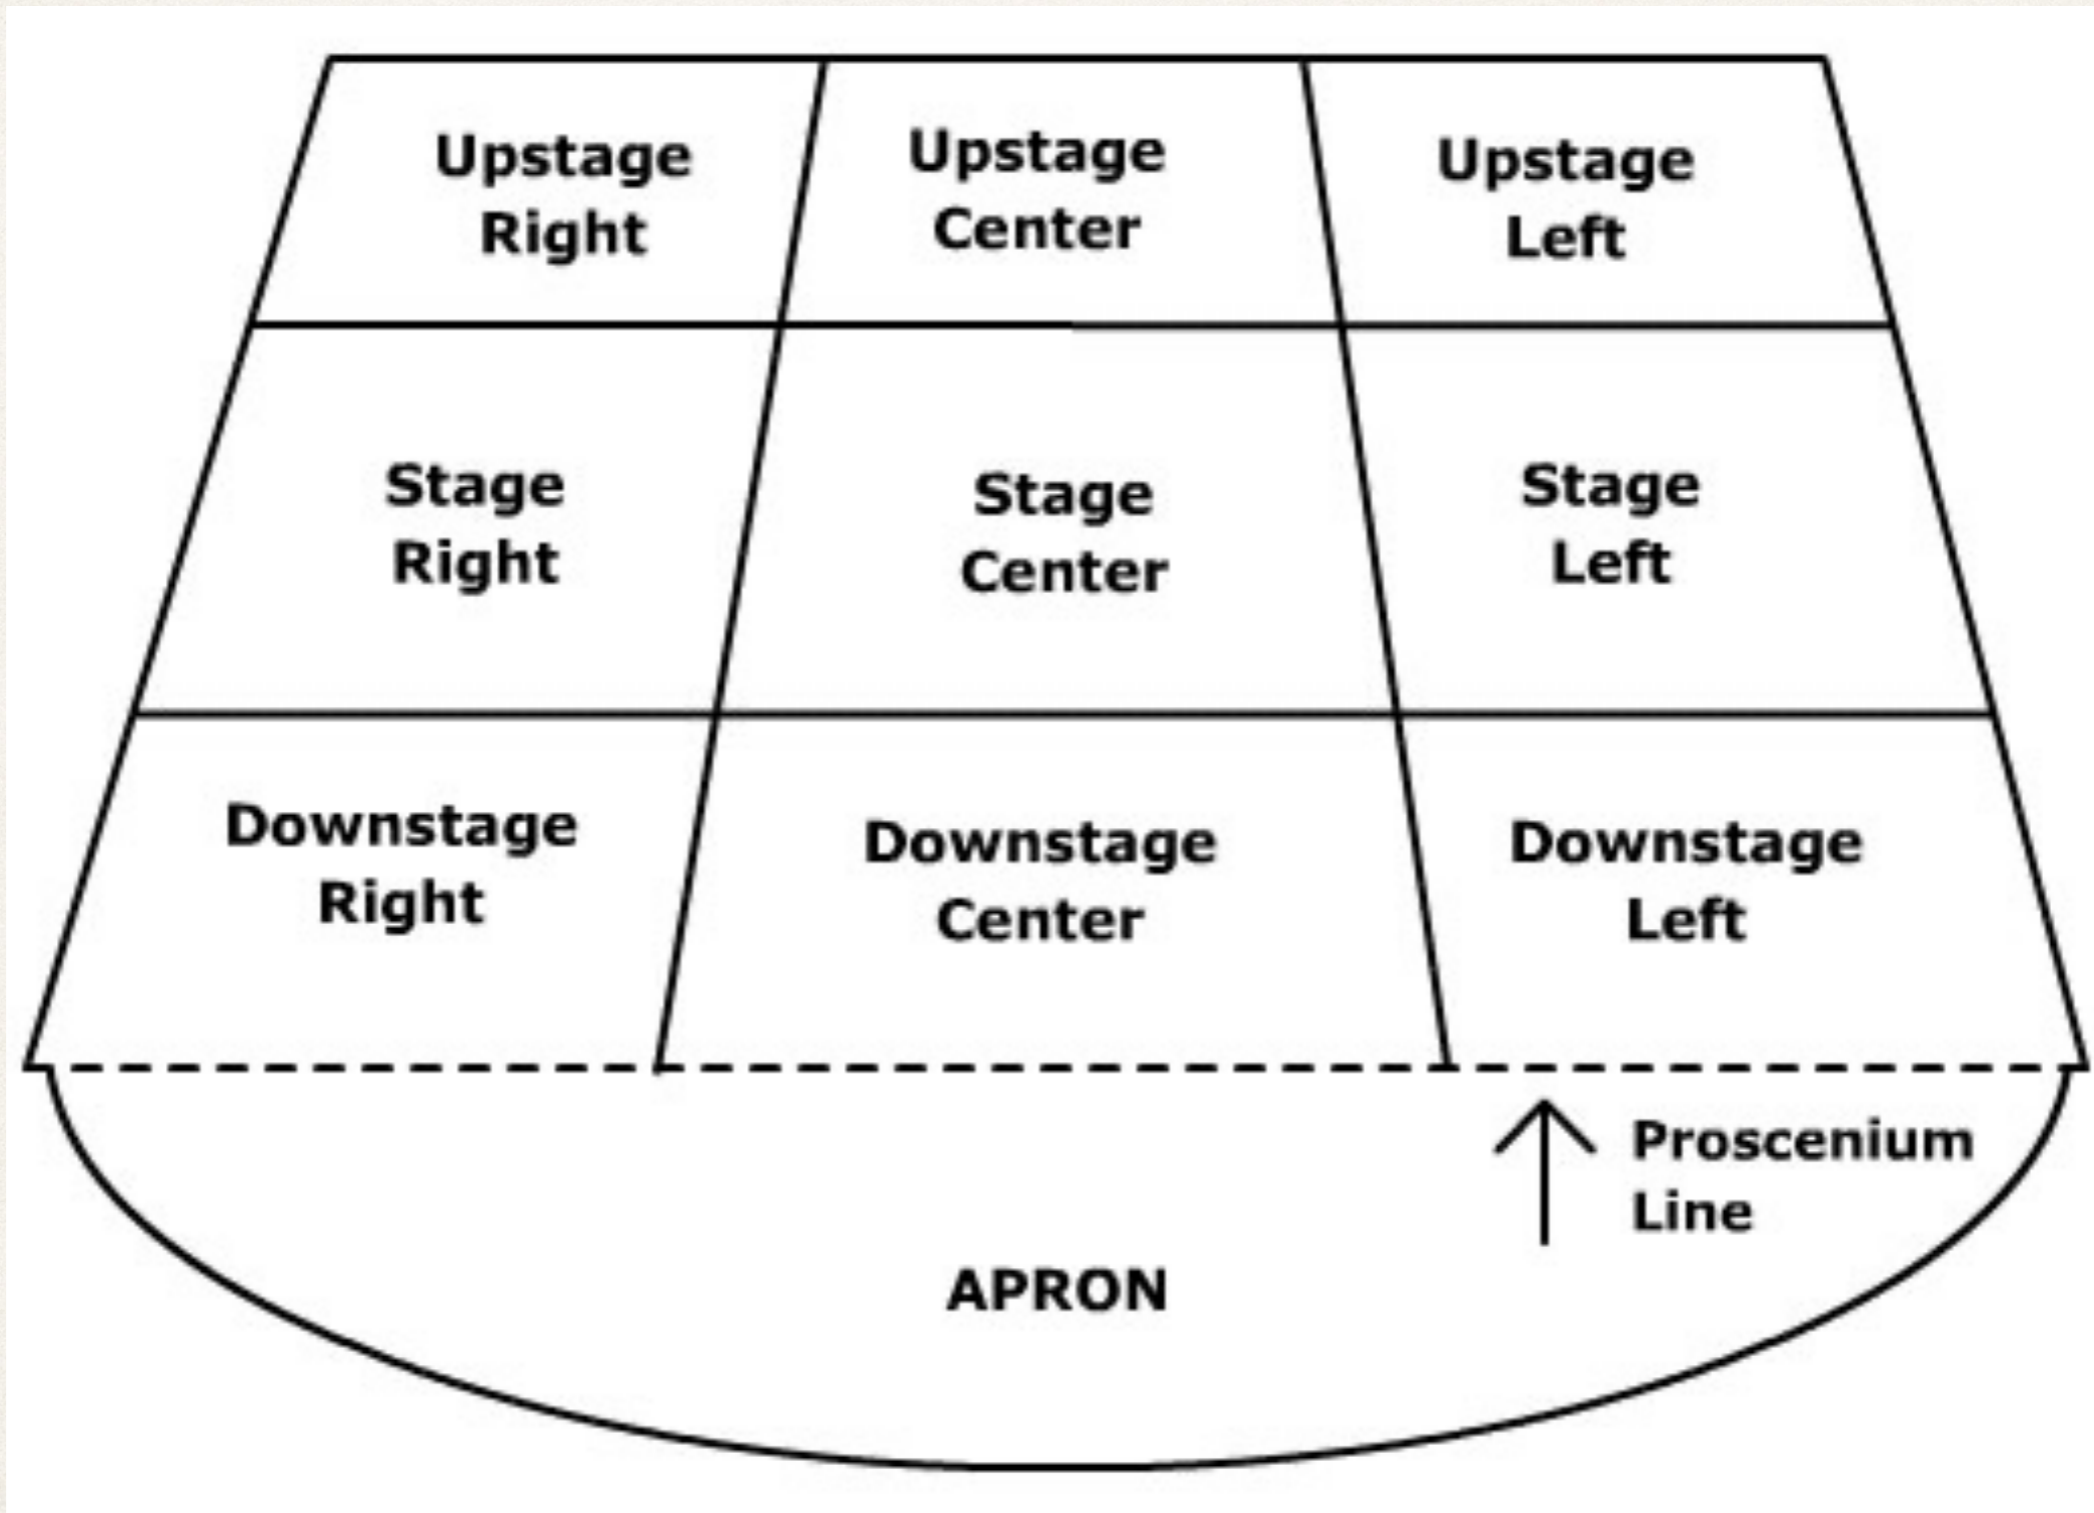 Upstage
Right
Upstage
Center
Upstage
Left
Stage
Right
Stage
Center
Stage
Left
Downstage
Right
Downstage
Center
Downstage
Left
Proscenium
Line
APRON